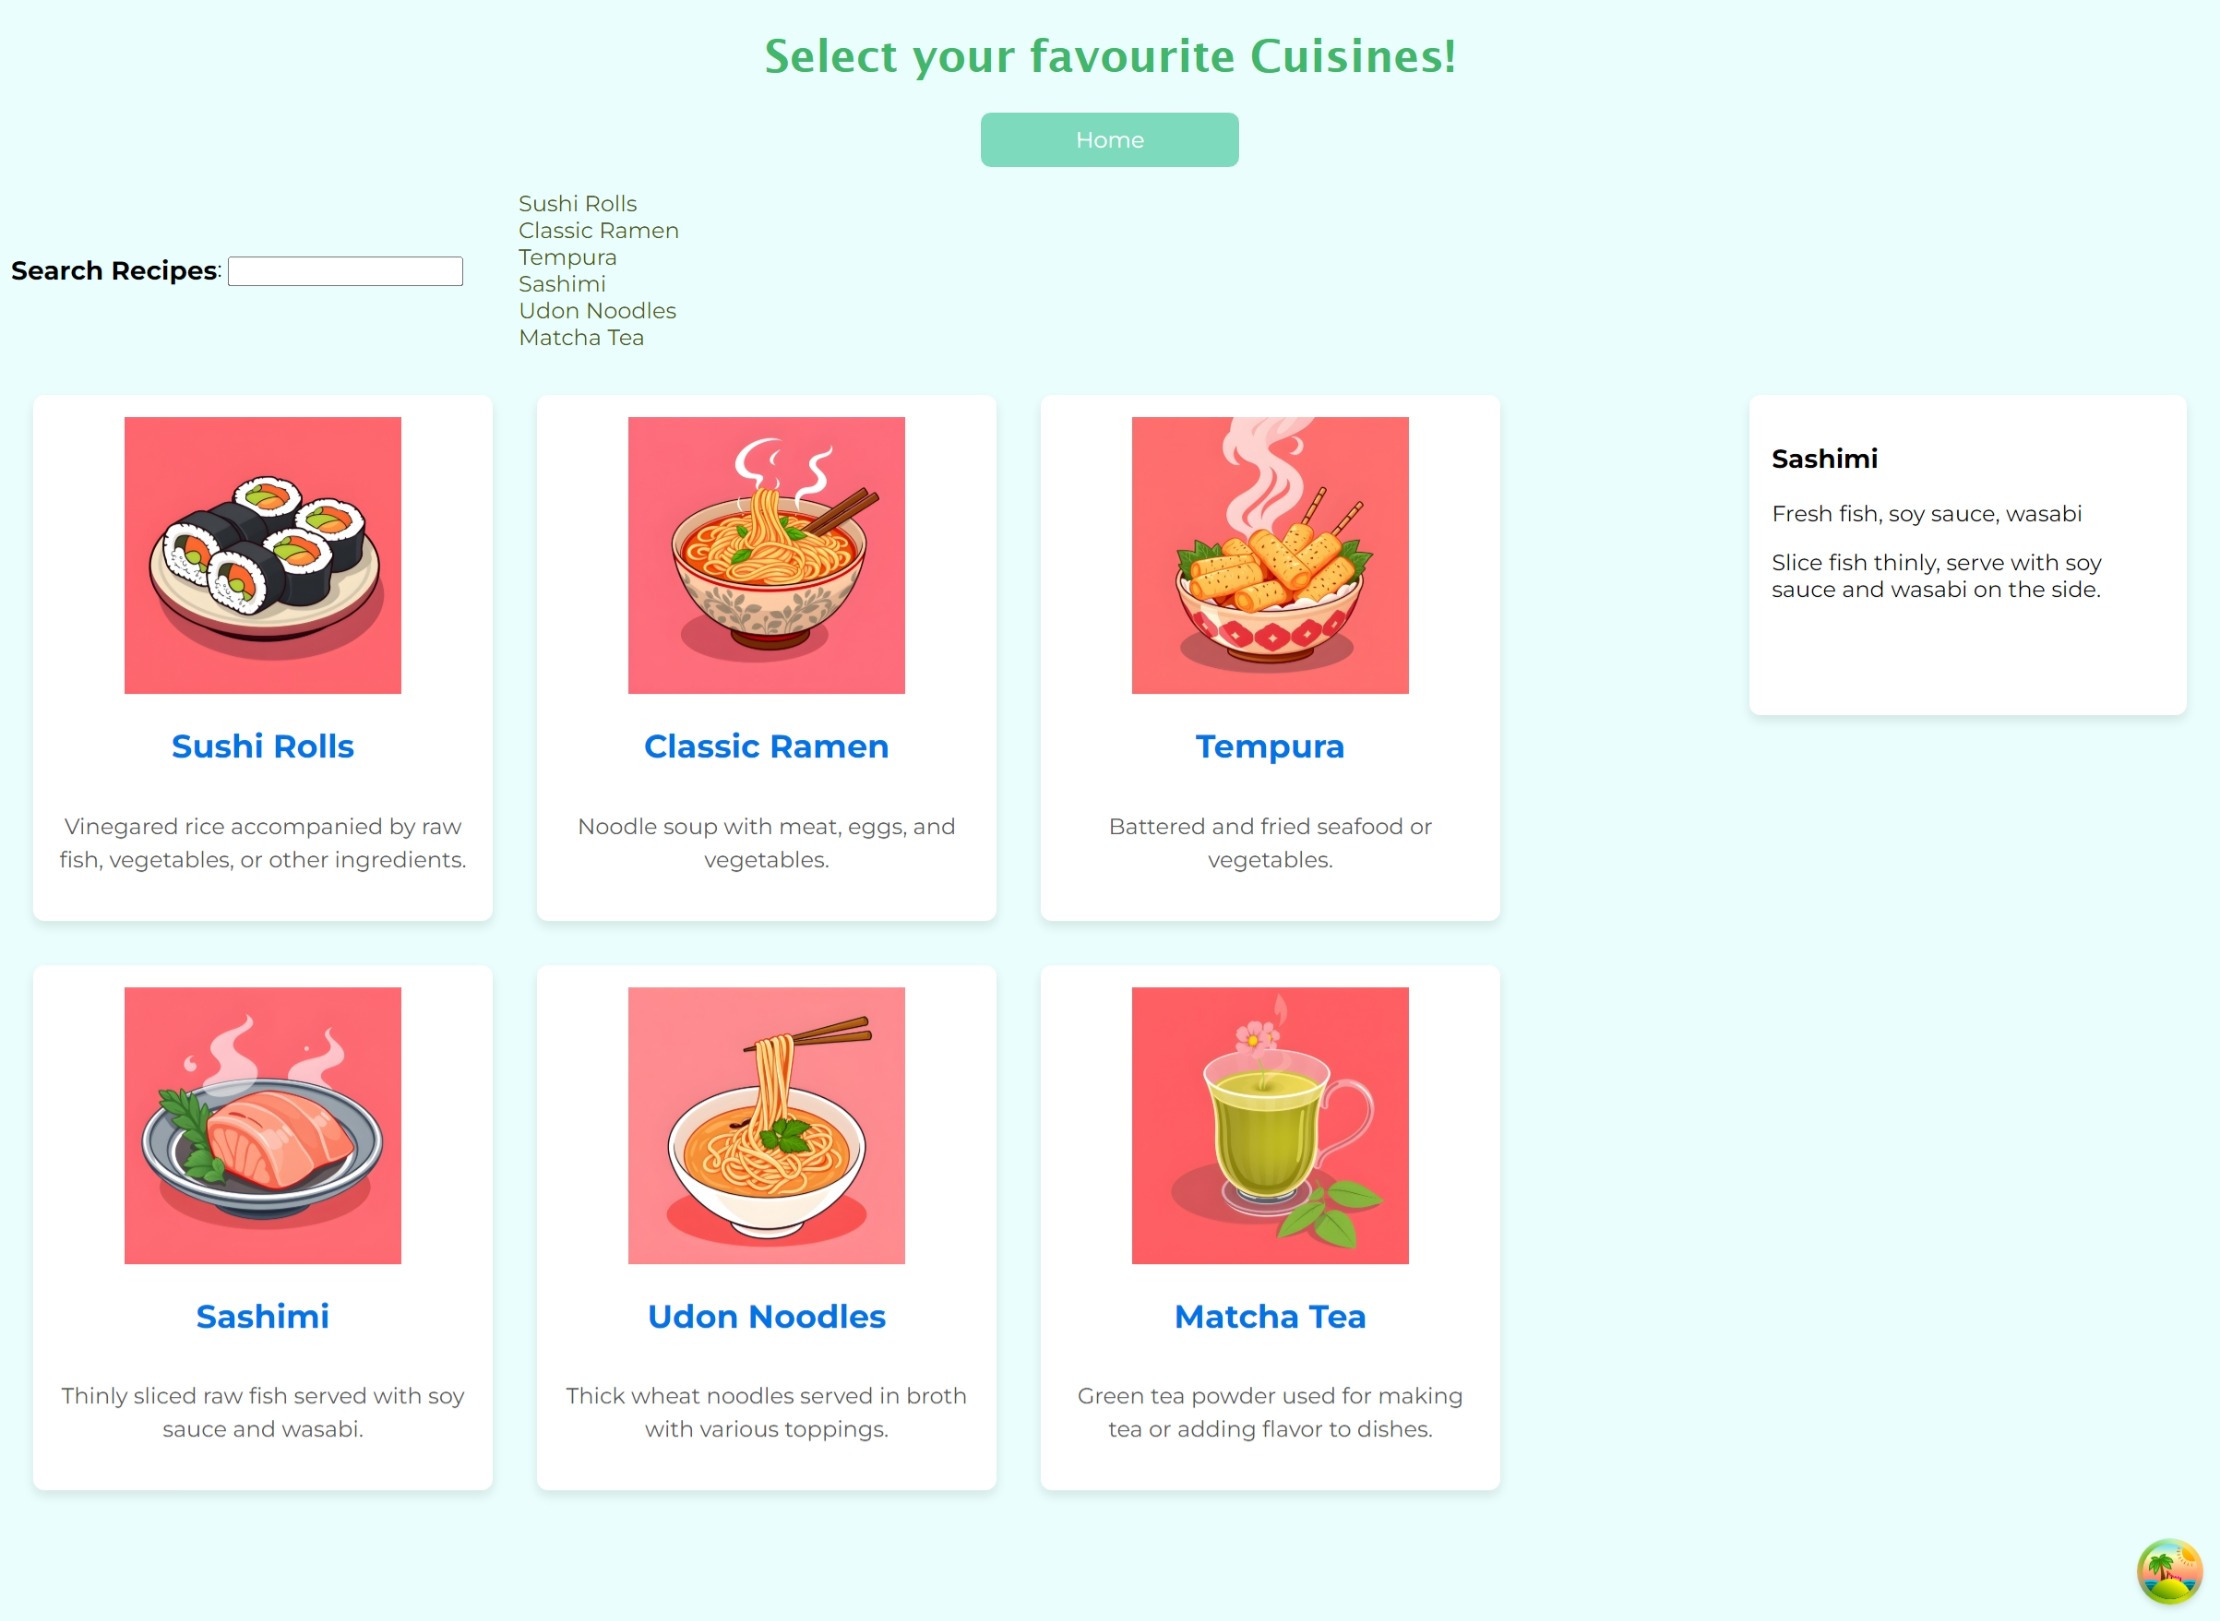 Select your favourite Cuisines!
Home
Search Recipes:
Sushi Rolls
Classic Ramen
Tempura
Sashimi
Udon Noodles
Matcha Tea
Sushi Rolls
Vinegared rice accompanied by raw
fish, vegetables, or other ingredients.
Classic Ramen
Noodle soup with meat, eggs, and
vegetables.
Tempura
Battered and fried seafood or
vegetables.
Sashimi
Fresh fish, soy sauce, wasabi
Slice fish thinly, serve with soy
sauce and wasabi on the side.
Sashimi
Thinly sliced raw fish served with soy
sauce and wasabi.
Udon Noodles
Thick wheat noodles served in broth
with various toppings.
Matcha Tea
Green tea powder used for making
tea or adding flavor to dishes.